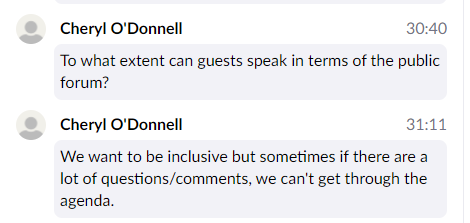 Cheryl O'Donnell 30:40
To what extent can guests speak in terms of the public
forum?
Cheryl O'Donnell 31:11
We want to be inclusive but sometimes if there are a
lot of questions/comments, we can't get through the
agenda.